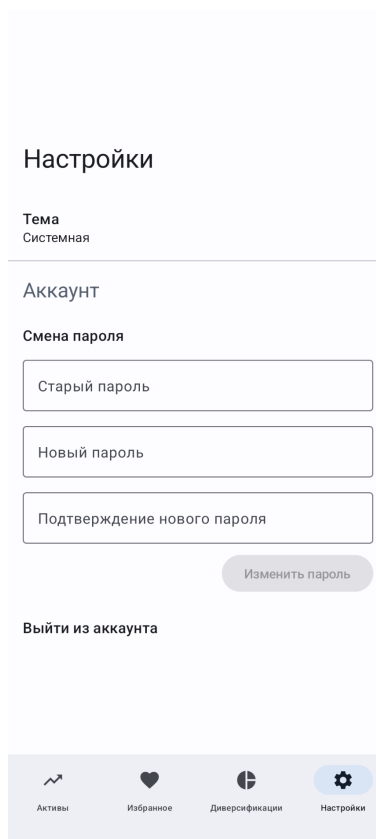 Настройки
Тема
Системная
Аккаунт
Смена пароля
Старый пароль
Новый пароль
Подтверждение нового пароля
Изменить пароль
Выйти из аккаунта
Активы
Избранное
Диверсификации
Настройки